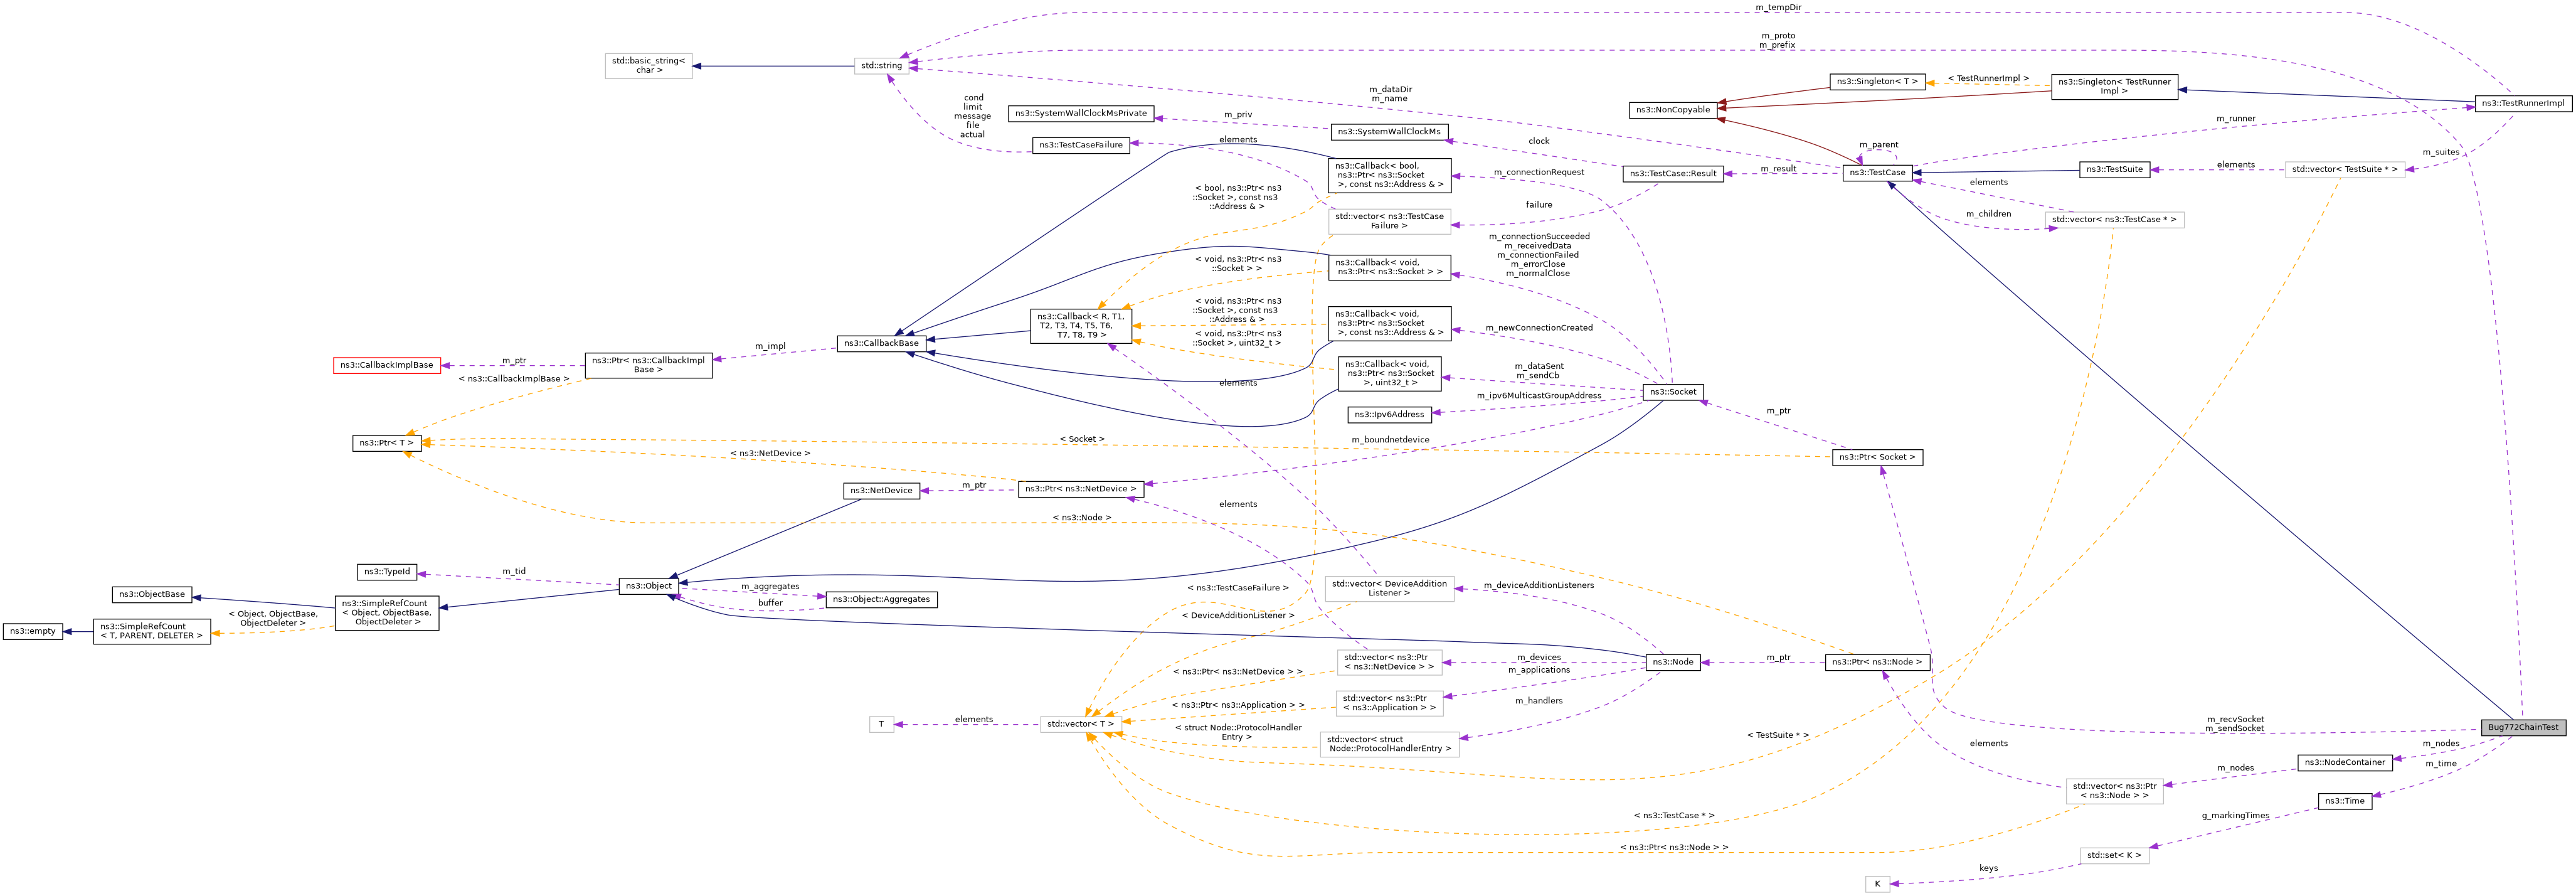 m_tempDir
m_proto
m_prefix
std::basic_string<
char >
std::string
m_dataDir
m_name
cond
limit
message
file
actual
ns3::SystemWallClockMsPrivate
m_priv
ns3::SystemWallClockMs
ns3::TestCaseFailure
elements
clock
ns3::NonCopyable
ns3::Singleton< T >
< TestRunnerImpl >
ns3::Singleton< TestRunner
Impl >
ns3::TestRunnerImpl
m_runner
m_parent
m_suites
ns3::Callback< bool,
ns3::Ptr< ns3::Socket
>, const ns3::Address & >
m_connectionRequest
ns3::TestCase::Result
m_result
ns3::TestCase
ns3::TestSuite
elements
std::vector< TestSuite * >
elements
< bool, ns3::Ptr< ns3
::Socket >, const ns3
::Address & >
std::vector< ns3::TestCase
Failure >
failure
m_children
std::vector< ns3::TestCase * >
m_connectionSucceeded
m_receivedData
m_connectionFailed
m_errorClose
m_normalClose
< void, ns3::Ptr< ns3
::Socket > >
ns3::Callback< void,
ns3::Ptr< ns3::Socket > >
ns3::Callback< R, T1,
T2, T3, T4, T5, T6,
T7, T8, T9 >
< void, ns3::Ptr< ns3
::Socket >, const ns3
::Address & >
ns3::Callback< void,
ns3::Ptr< ns3::Socket
>, const ns3::Address & >
m_newConnectionCreated
< void, ns3::Ptr< ns3
::Socket >, uint32_t >
ns3::CallbackBase
m_impl
ns3::Ptr< ns3::CallbackImpl
Base >
m_ptr
ns3::CallbackImplBase
< ns3::CallbackImplBase >
ns3::Callback< void,
ns3::Ptr< ns3::Socket
>, uint32_t >
m_dataSent
m_sendCb
elements
ns3::Socket
m_ipv6MulticastGroupAddress
ns3::Ipv6Address
m_ptr
ns3::Ptr< T >
< Socket >
m_boundnetdevice
ns3::Ptr< Socket >
< ns3::NetDevice >
ns3::NetDevice
m_ptr
ns3::Ptr< ns3::NetDevice >
elements
< ns3::Node >
ns3::TypeId
m_tid
ns3::Object
m_aggregates
buffer
ns3::Object::Aggregates
ns3::ObjectBase
ns3::SimpleRefCount
< Object, ObjectBase,
ObjectDeleter >
< Object, ObjectBase,
ObjectDeleter >
ns3::empty
ns3::SimpleRefCount
< T, PARENT, DELETER >
< ns3::TestCaseFailure >
std::vector< DeviceAddition
Listener >
m_deviceAdditionListeners
< DeviceAdditionListener >
std::vector< ns3::Ptr
< ns3::NetDevice > >
m_devices
ns3::Node
m_ptr
ns3::Ptr< ns3::Node >
< ns3::Ptr< ns3::NetDevice > >
m_applications
std::vector< ns3::Ptr
< ns3::Application > >
< ns3::Ptr< ns3::Application > >
m_handlers
T
elements
std::vector< T >
< struct Node::ProtocolHandler
Entry >
std::vector< struct
Node::ProtocolHandlerEntry >
< TestSuite * >
m_recvSocket
m_sendSocket
Bug772ChainTest
elements
m_nodes
ns3::NodeContainer
m_nodes
m_time
std::vector< ns3::Ptr
< ns3::Node > >
ns3::Time
< ns3::TestCase * >
g_markingTimes
< ns3::Ptr< ns3::Node > >
std::set< K >
keys
K